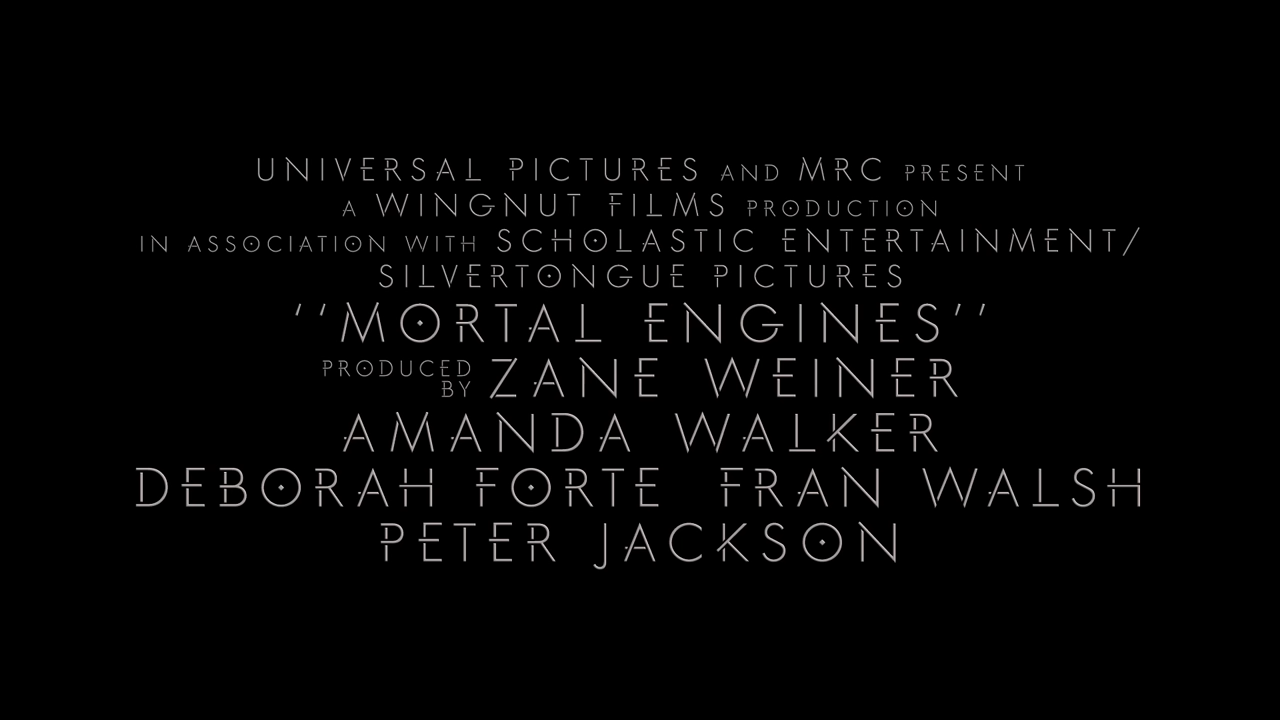 UNIVERSAL PICTURES AND MRC PRESENT
A WINGNUT FILMS PRODUCTION
IN ASSOCIATION WITH SCHOLASTIC ENTERTAINMENT/
SILVERTONGUE PICTURES
''MORTAL ENGINES''
PRODUCED BY ZANE WEINER
AMANDA WALKER
DEBORAH FORTE FRAN WALSH
PETER JACKSON